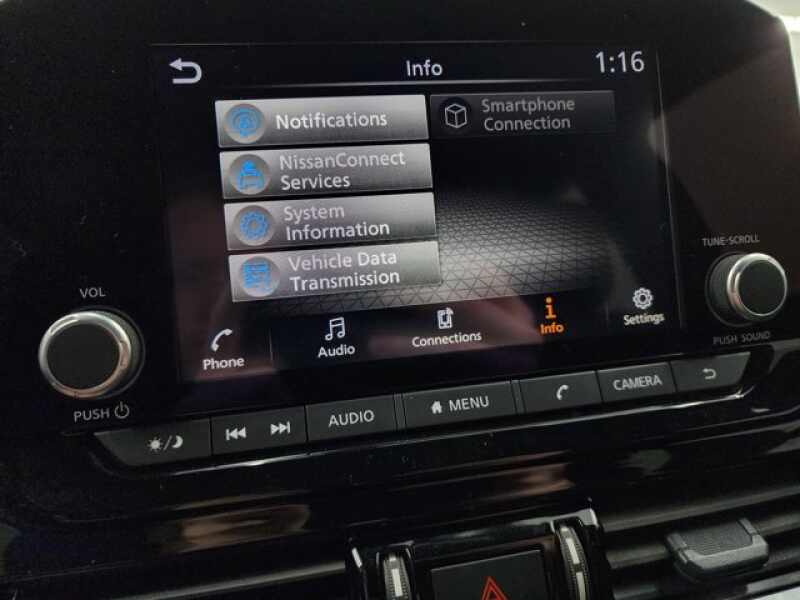 Info
1:16
Notifications
Smartphone
Connection
NissanConnect
Services
System
Information
Vehicle Data
Transmission
Phone
Audio
Connections
Info
Settings
VOL
PUSH
TUNE-SCROLL
PUSH SOUND
AUDIO
MENU
CAMERA